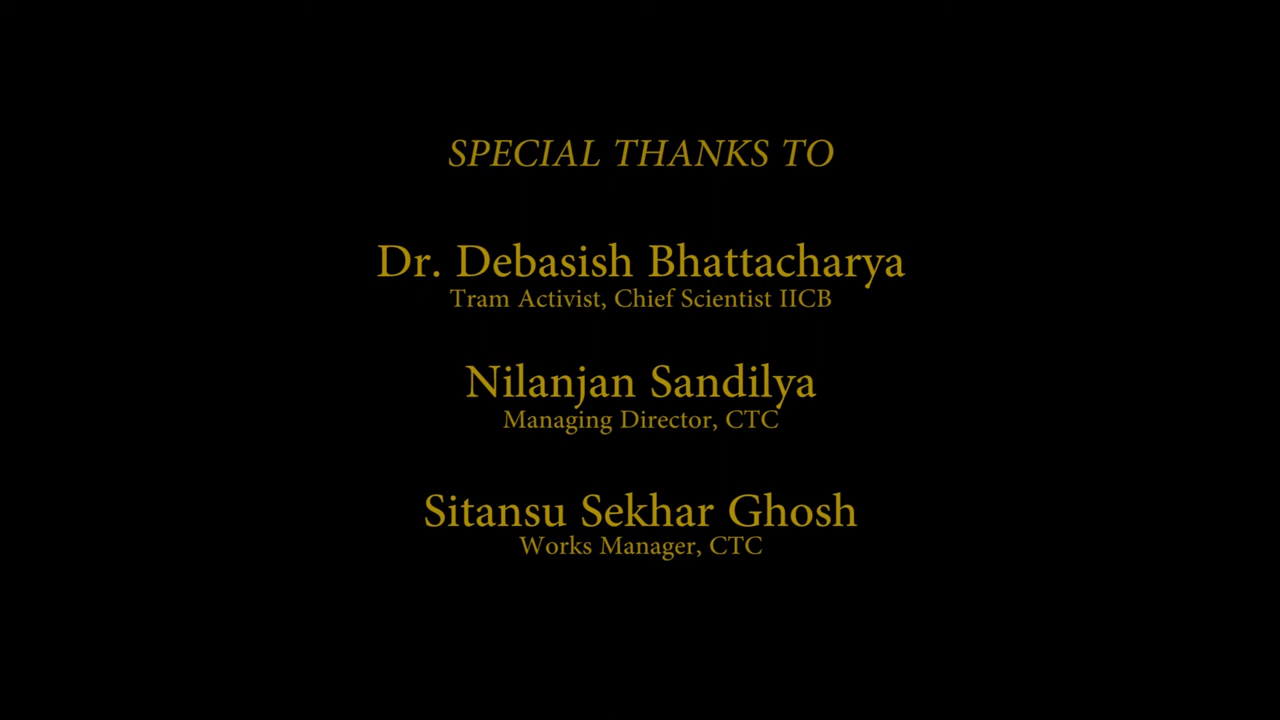 SPECIAL THANKS TO
Dr. Debasish Bhattacharya
Tram Activist, Chief Scientist IICB
Nilanjan Sandilya
Managing Director, CTC
Sitansu Sekhar Ghosh
Works Manager, CTC